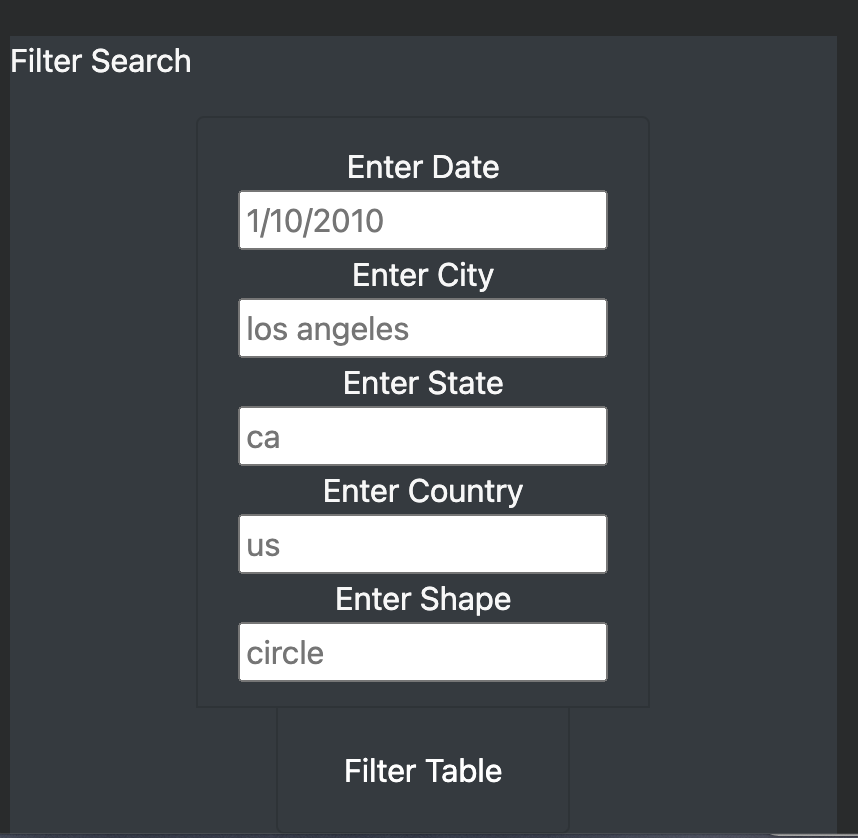 Filter Search
Enter Date
1/10/2010
Enter City
los angeles
Enter State
ca
Enter Country
us
Enter Shape
circle
Filter Table